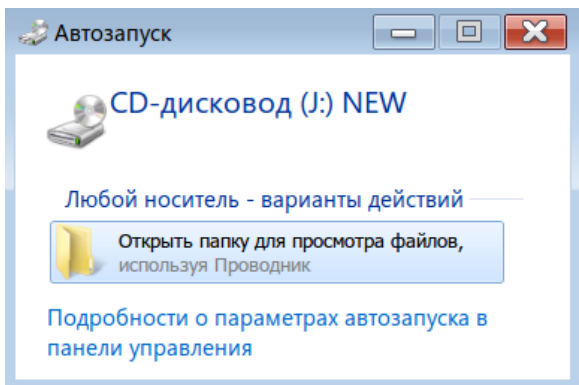 Автозапуск
CD-дисковод (J:) NEW
Любой носитель - варианты действий
Открыть папку для просмотра файлов,
используя Проводник
Подробности о параметрах автозапуска в
панели управления